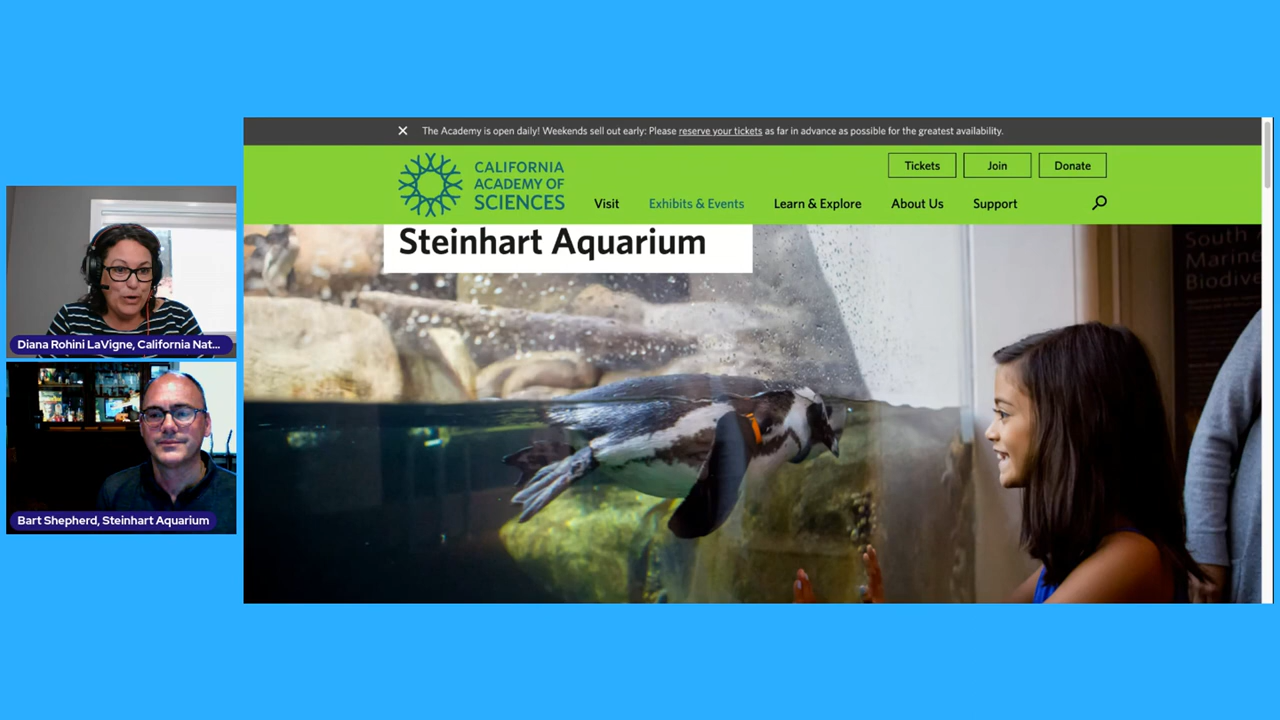 The Academy is open daily! Weekends sell out early: Please reserve your tickets as far in advance as possible for the greatest availability.
CALIFORNIA
ACADEMY OF
SCIENCES
Tickets
Join
Donate
Visit
Exhibits & Events
Learn & Explore
About Us
Support
Steinhart Aquarium
South
Marine
Diana Rohini LaVigne, California Nat...
Bart Shepherd, Steinhart Aquarium